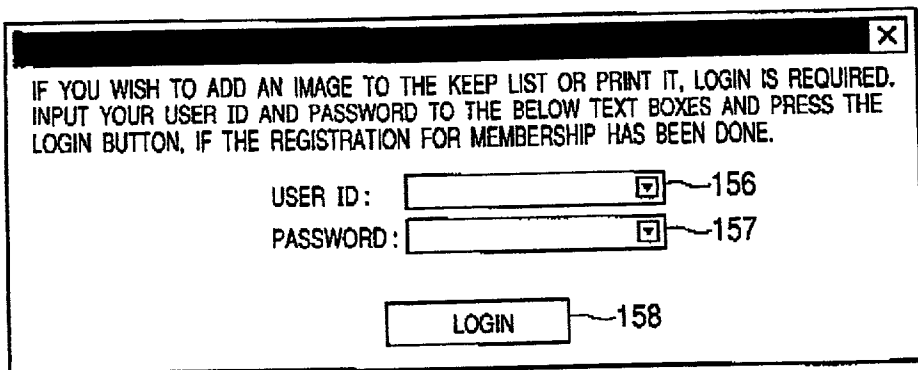 IF YOU WISH TO ADD AN IMAGE TO THE KEEP LIST OR PRINT IT, LOGIN IS REQUIRED.
INPUT YOUR USER ID AND PASSWORD TO THE BELOW TEXT BOXES AND PRESS THE
LOGIN BUTTON, IF THE REGISTRATION FOR MEMBERSHIP HAS BEEN DONE.
USER ID: 156
PASSWORD: 157
LOGIN 158